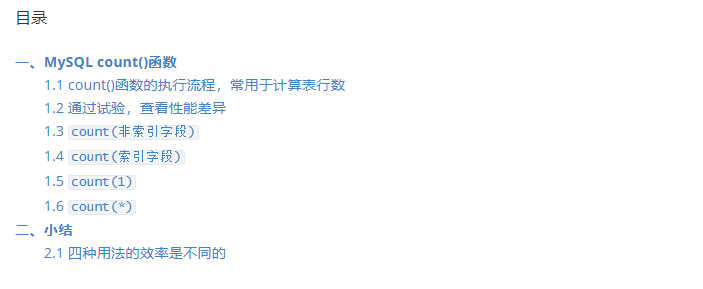 目录
一、MySQL count()函数
1.1 count()函数的执行流程，常用于计算表行数
1.2 通过试验，查看性能差异
1.3 count(非索引字段)
1.4 count(索引字段)
1.5 count(1)
1.6 count(*)
二、小结
2.1 四种用法的效率是不同的